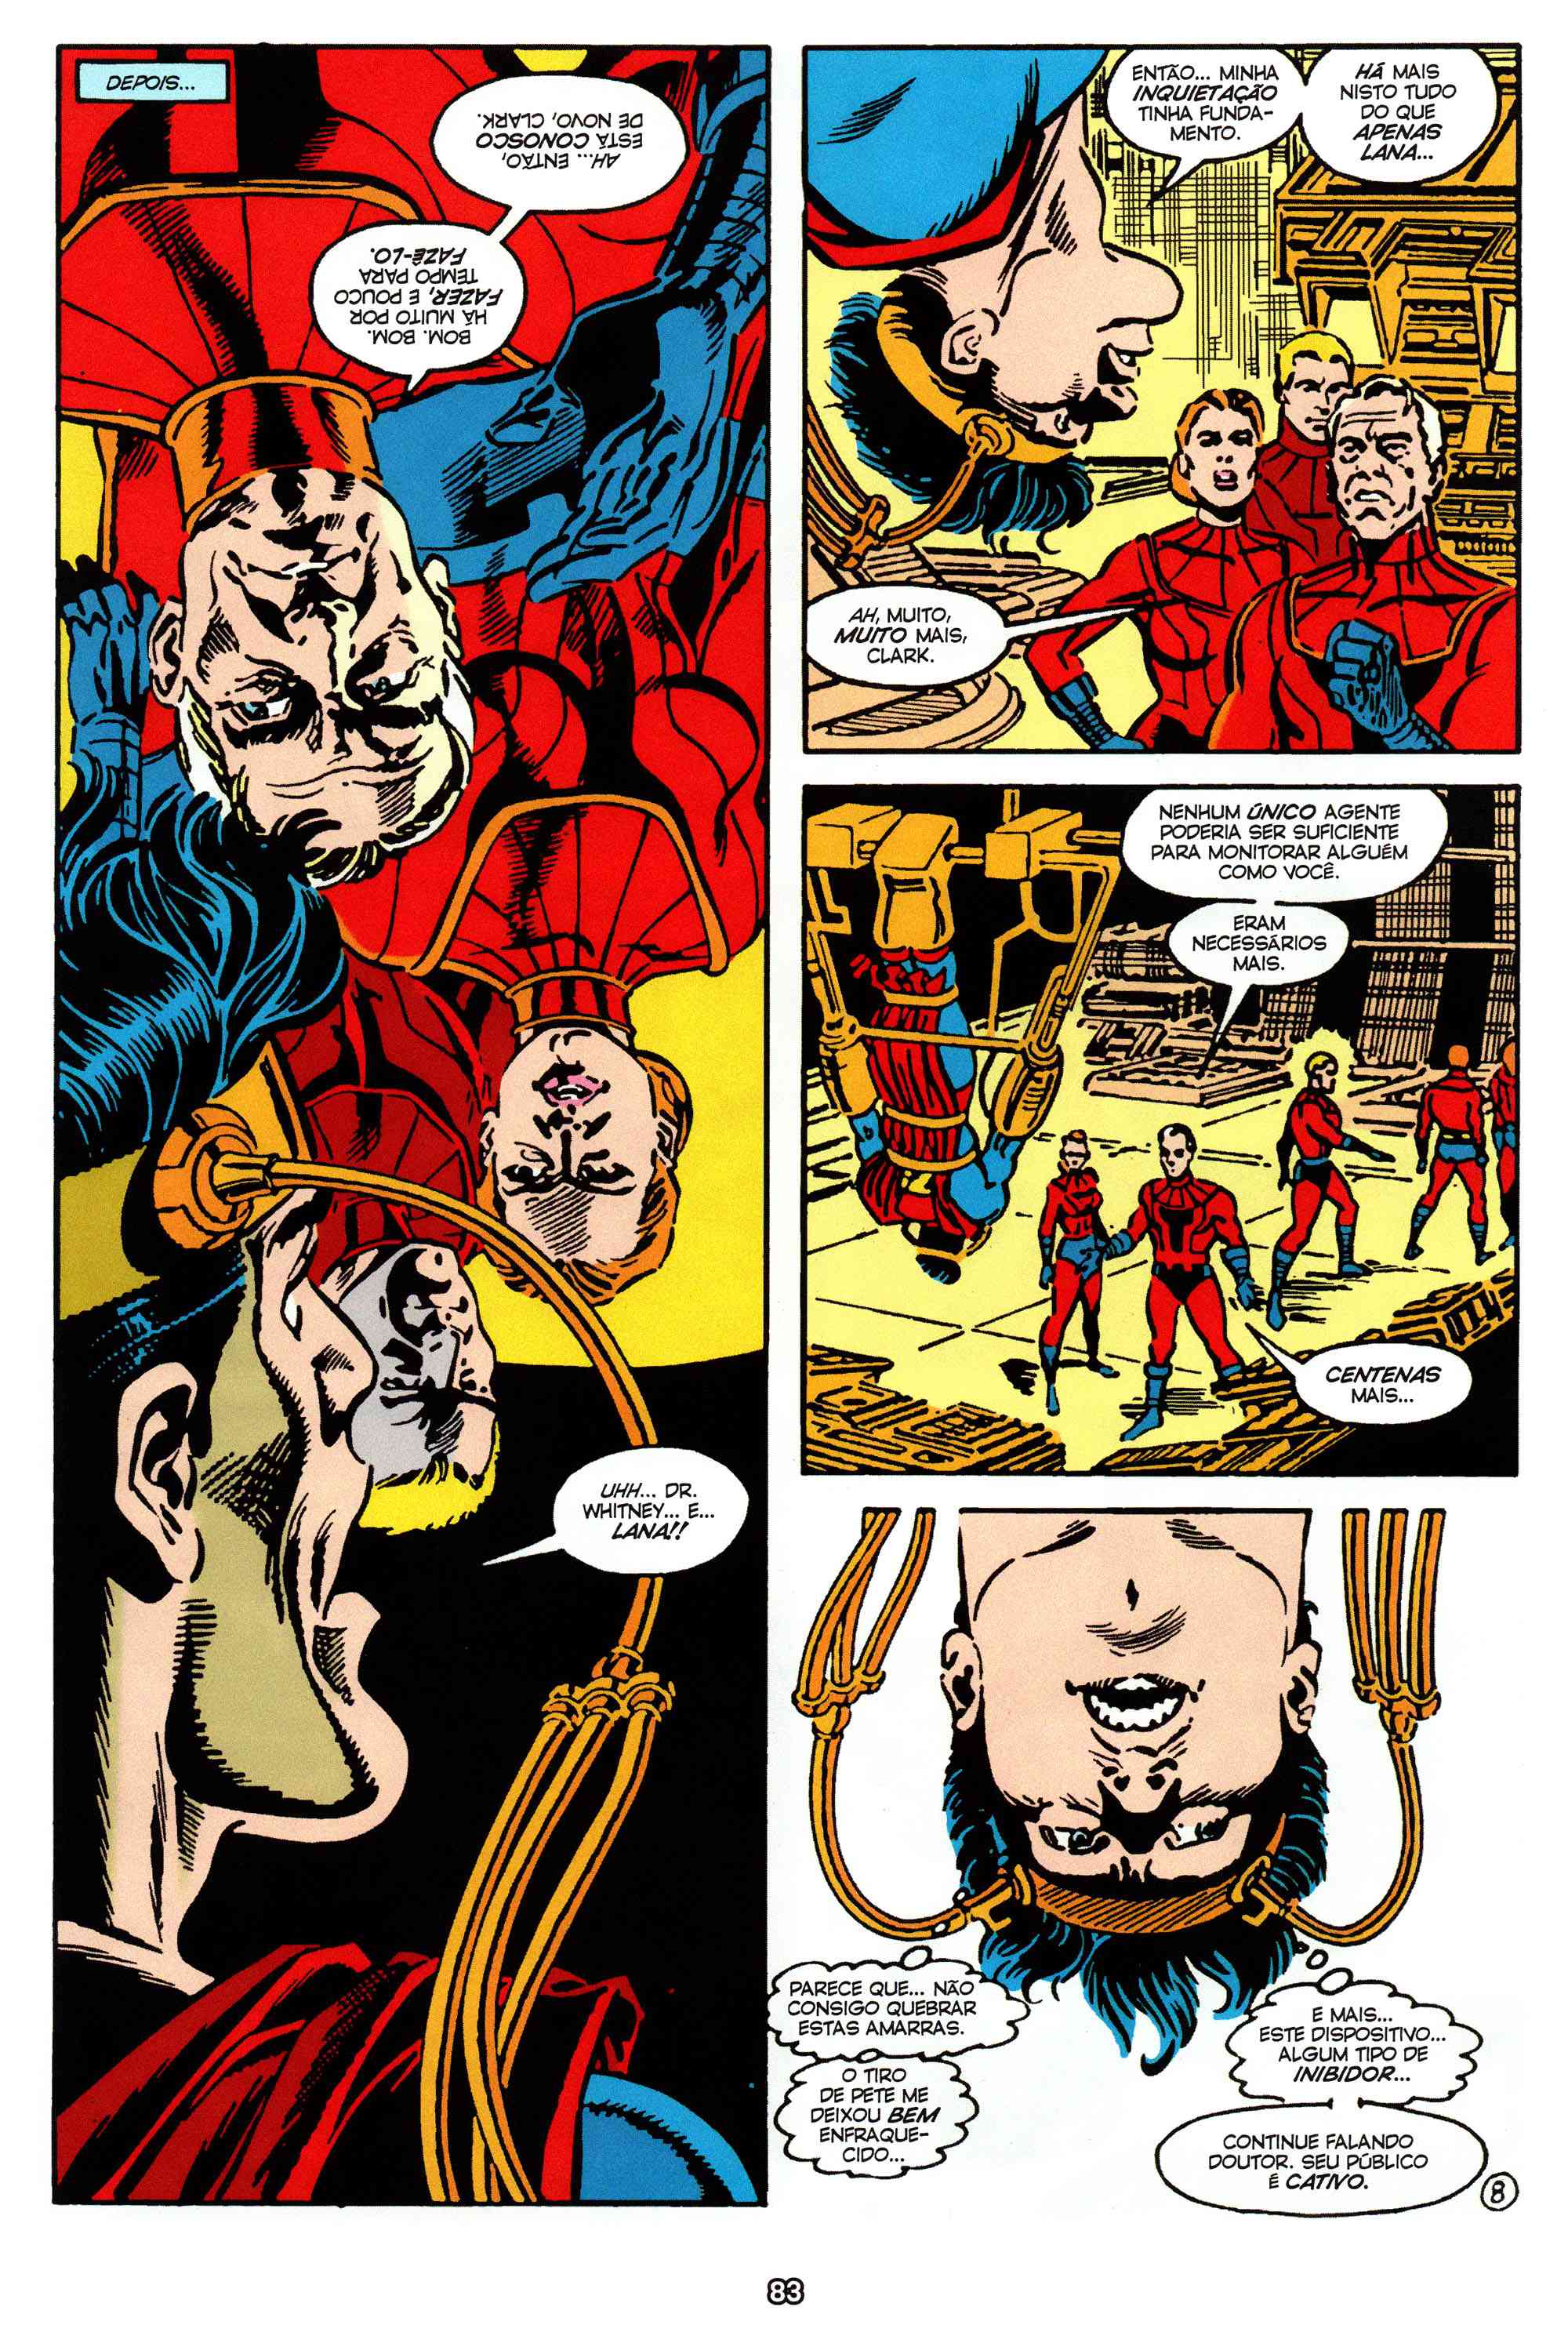 DEPOIS...
AH... ENTÃO,
ESTÁ CONOSCO
DE NOVO, CLARK.
BOM. BOM.
HÁ MUITO POR
FAZER, E POUCO
TEMPO PARA
FAZÊ-LO.
UHH... DR.
WHITNEY... E...
LANA!!
ENTÃO... MINHA
INQUIETAÇÃO
TINHA FUNDA-
MENTO.
HÁ MAIS
NISTO TUDO
DO QUE
APENAS
LANA...
AH, MUITO,
MUITO MAIS,
CLARK.
NENHUM ÚNICO AGENTE
PODERIA SER SUFICIENTE
PARA MONITORAR ALGUÉM
COMO VOCÊ.
ERAM
NECESSÁRIOS
MAIS.
CENTENAS
MAIS...
PARECE QUE... NÃO
CONSIGO QUEBRAR
ESTAS AMARRAS.
O TIRO
DE PETE ME
DEIXOU BEM
ENFRAQUE-
CIDO...
E MAIS...
ESTE DISPOSITIVO...
ALGUM TIPO DE
INIBIDOR...
CONTINUE FALANDO
DOUTOR. SEU PÚBLICO
É CATIVO.
8
83